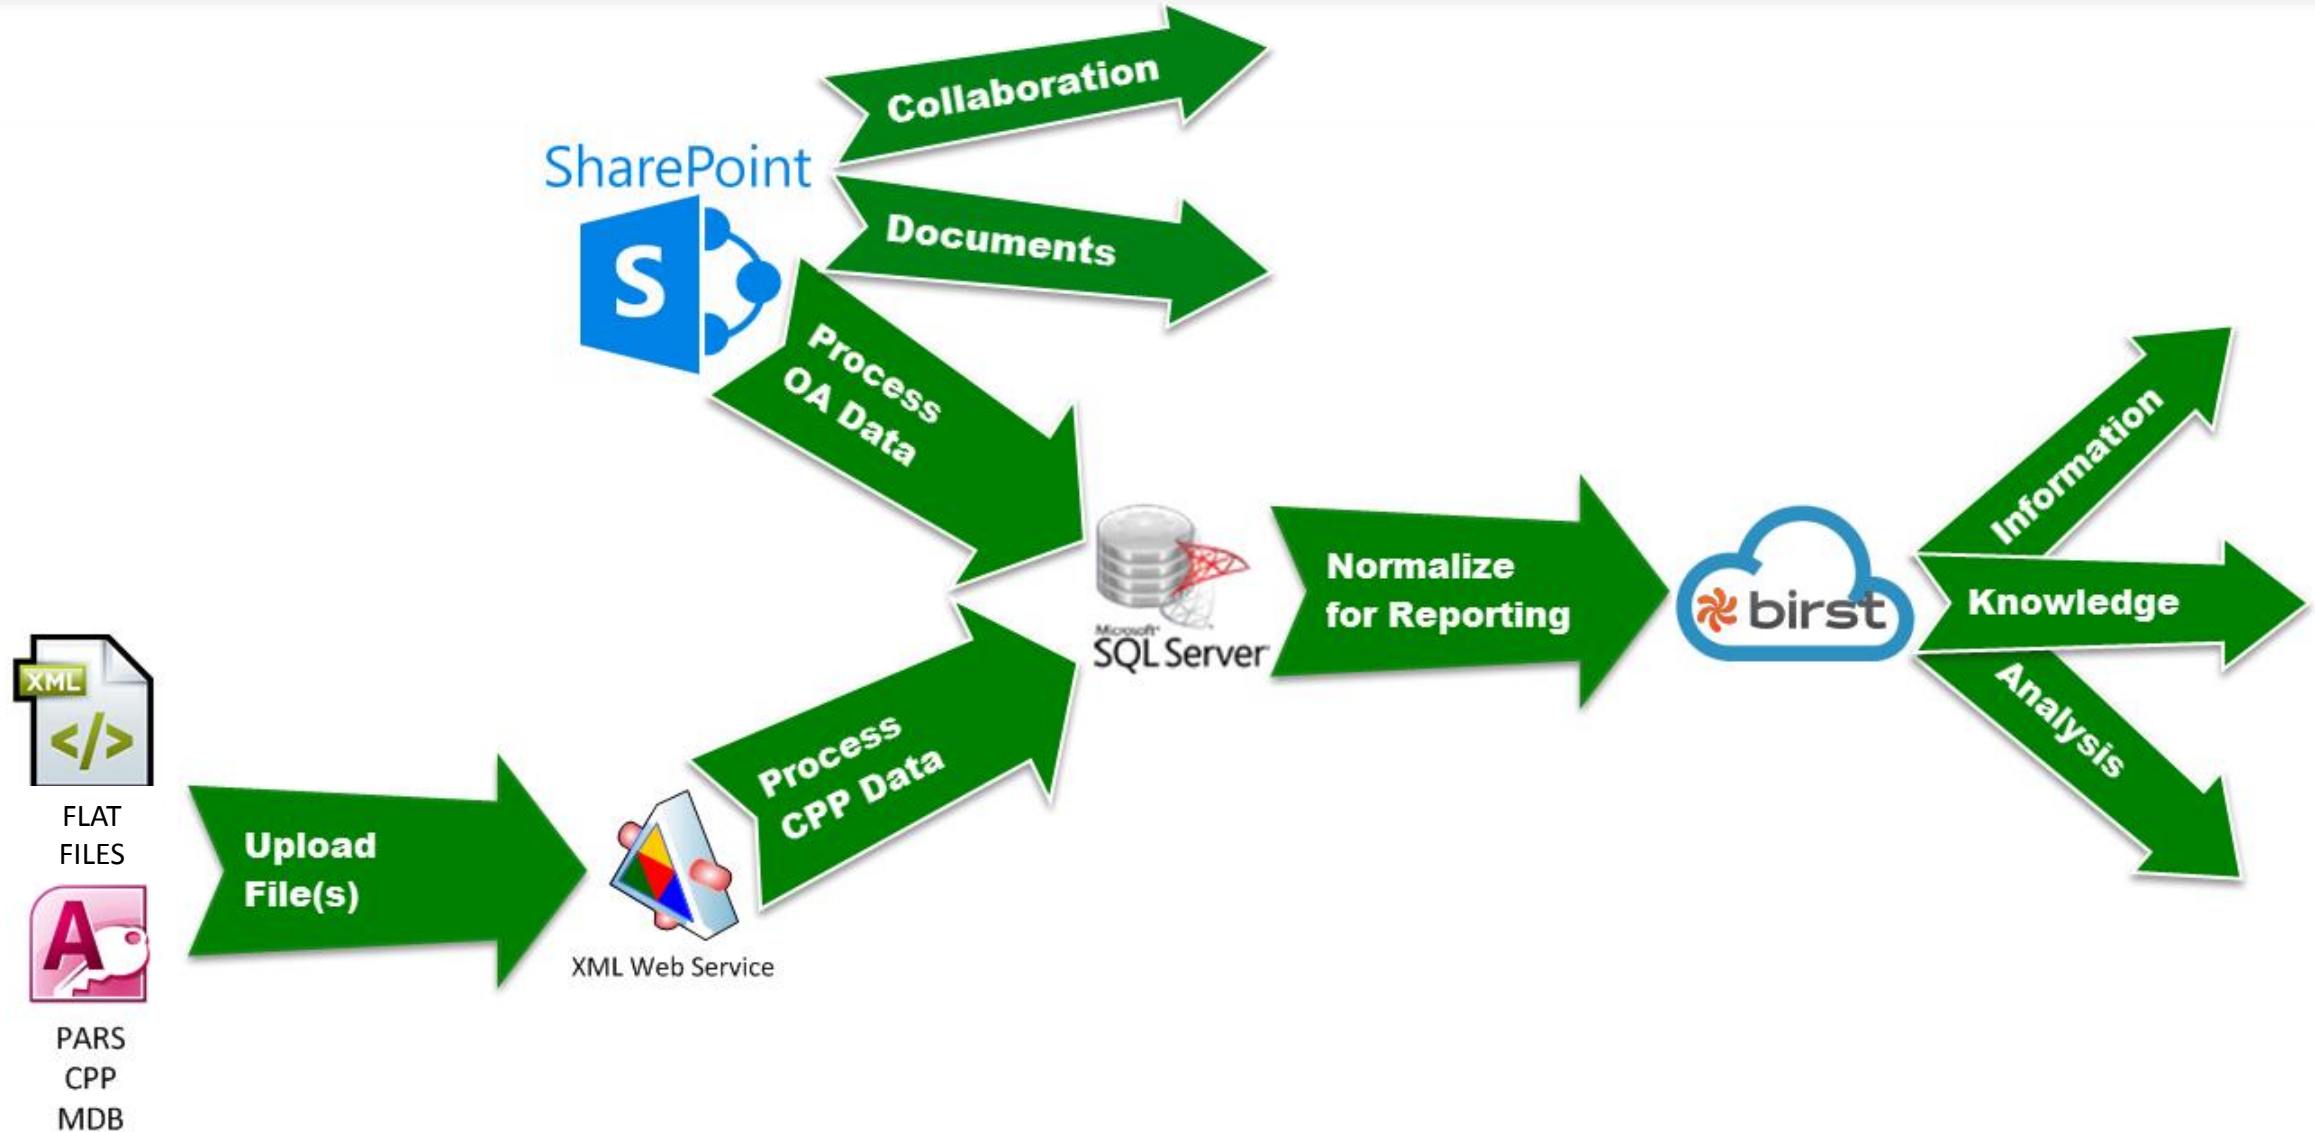 Collaboration
SharePoint
S
Documents
Process
OA Data
Information
Normalize
for Reporting
Microsoft®
SQL Server
birst
Knowledge
Analysis
Process
CPP Data
XML
</>
FLAT
FILES
Upload
File(s)
A
XML Web Service
PARS
CPP
MDB